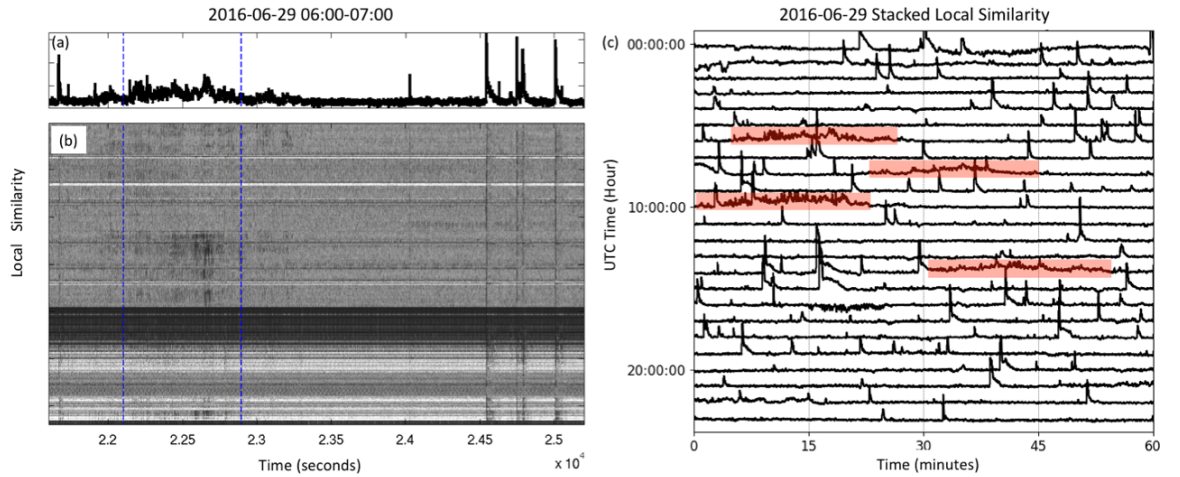 2016-06-29 06:00-07:00
(a)
(b)
Local Similarity
2.2 2.25 2.3 2.35 2.4 2.45 2.5
Time (seconds)
x 10⁴
2016-06-29 Stacked Local Similarity
(c)
00:00:00
10:00:00
20:00:00
UTC Time (Hour)
0 15 30 45 60
Time (minutes)